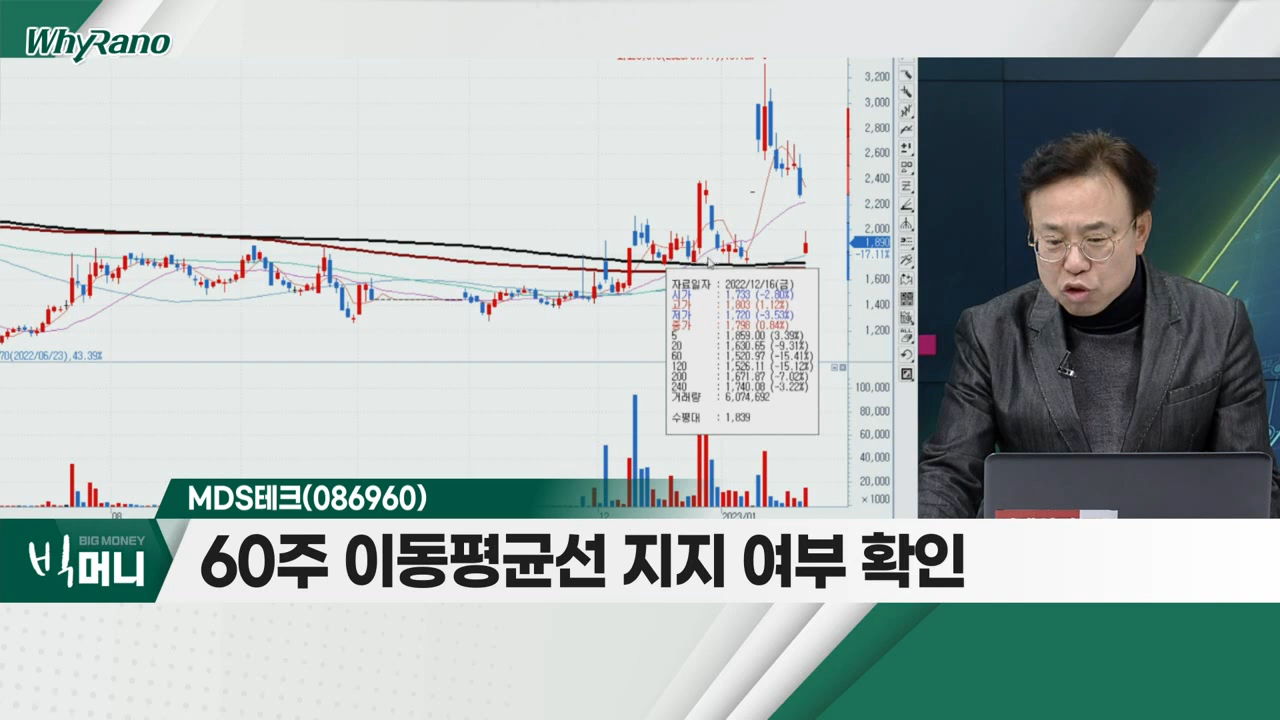 WhyRano
3,200
3,000
2,800
2,600
2,400
2,200
2,000
1,890
-17.11%
1,600
1,400
1,200
자료일자 : 2022/12/16(금)
시가 : 1,733 (-2.80%)
고가 : 1,803 (1.12%)
저가 : 1,720 (-3.53%)
종가 : 1,798 (0.84%)
5 : 1,859.00 (3.39%)
20 : 1,630.65 (-9.31%)
60 : 1,520.97 (-15.41%)
120 : 1,526.11 (-15.12%)
200 : 1,671.87 (-7.02%)
240 : 1,740.08 (-3.22%)
거래량 : 6,074,692
수평대 : 1,839
70(2022/06/23),43.39%
100,000
80,000
60,000
40,000
20,000
×1000
08
12
2023/01
MDS테크(086960)
BIG MONEY
빅머니
60주 이동평균선 지지 여부 확인